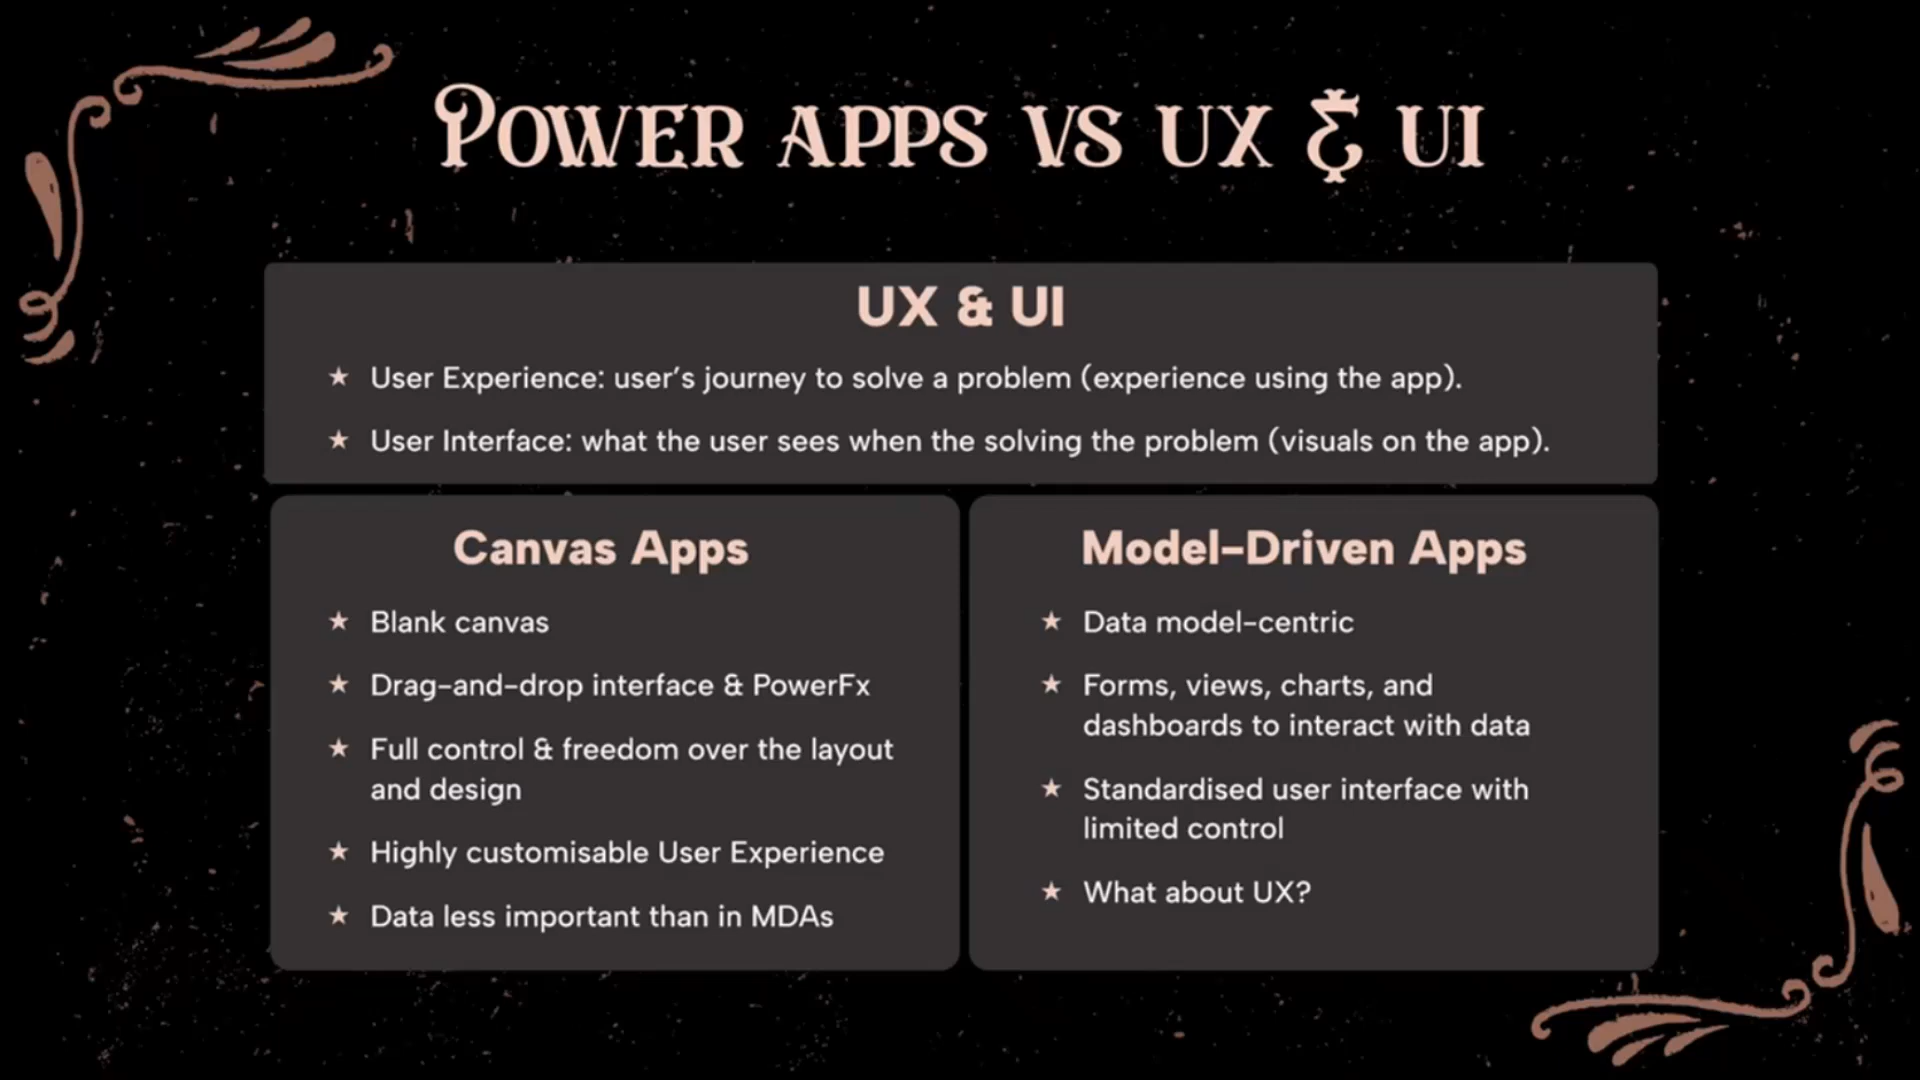 Power apps vs UX & UI
UX & UI
★ User Experience: user’s journey to solve a problem (experience using the app).
★ User Interface: what the user sees when the solving the problem (visuals on the app).
Canvas Apps
★ Blank canvas
★ Drag-and-drop interface & PowerFx
★ Full control & freedom over the layout
and design
★ Highly customisable User Experience
★ Data less important than in MDAs
Model-Driven Apps
★ Data model-centric
★ Forms, views, charts, and
dashboards to interact with data
★ Standardised user interface with
limited control
★ What about UX?